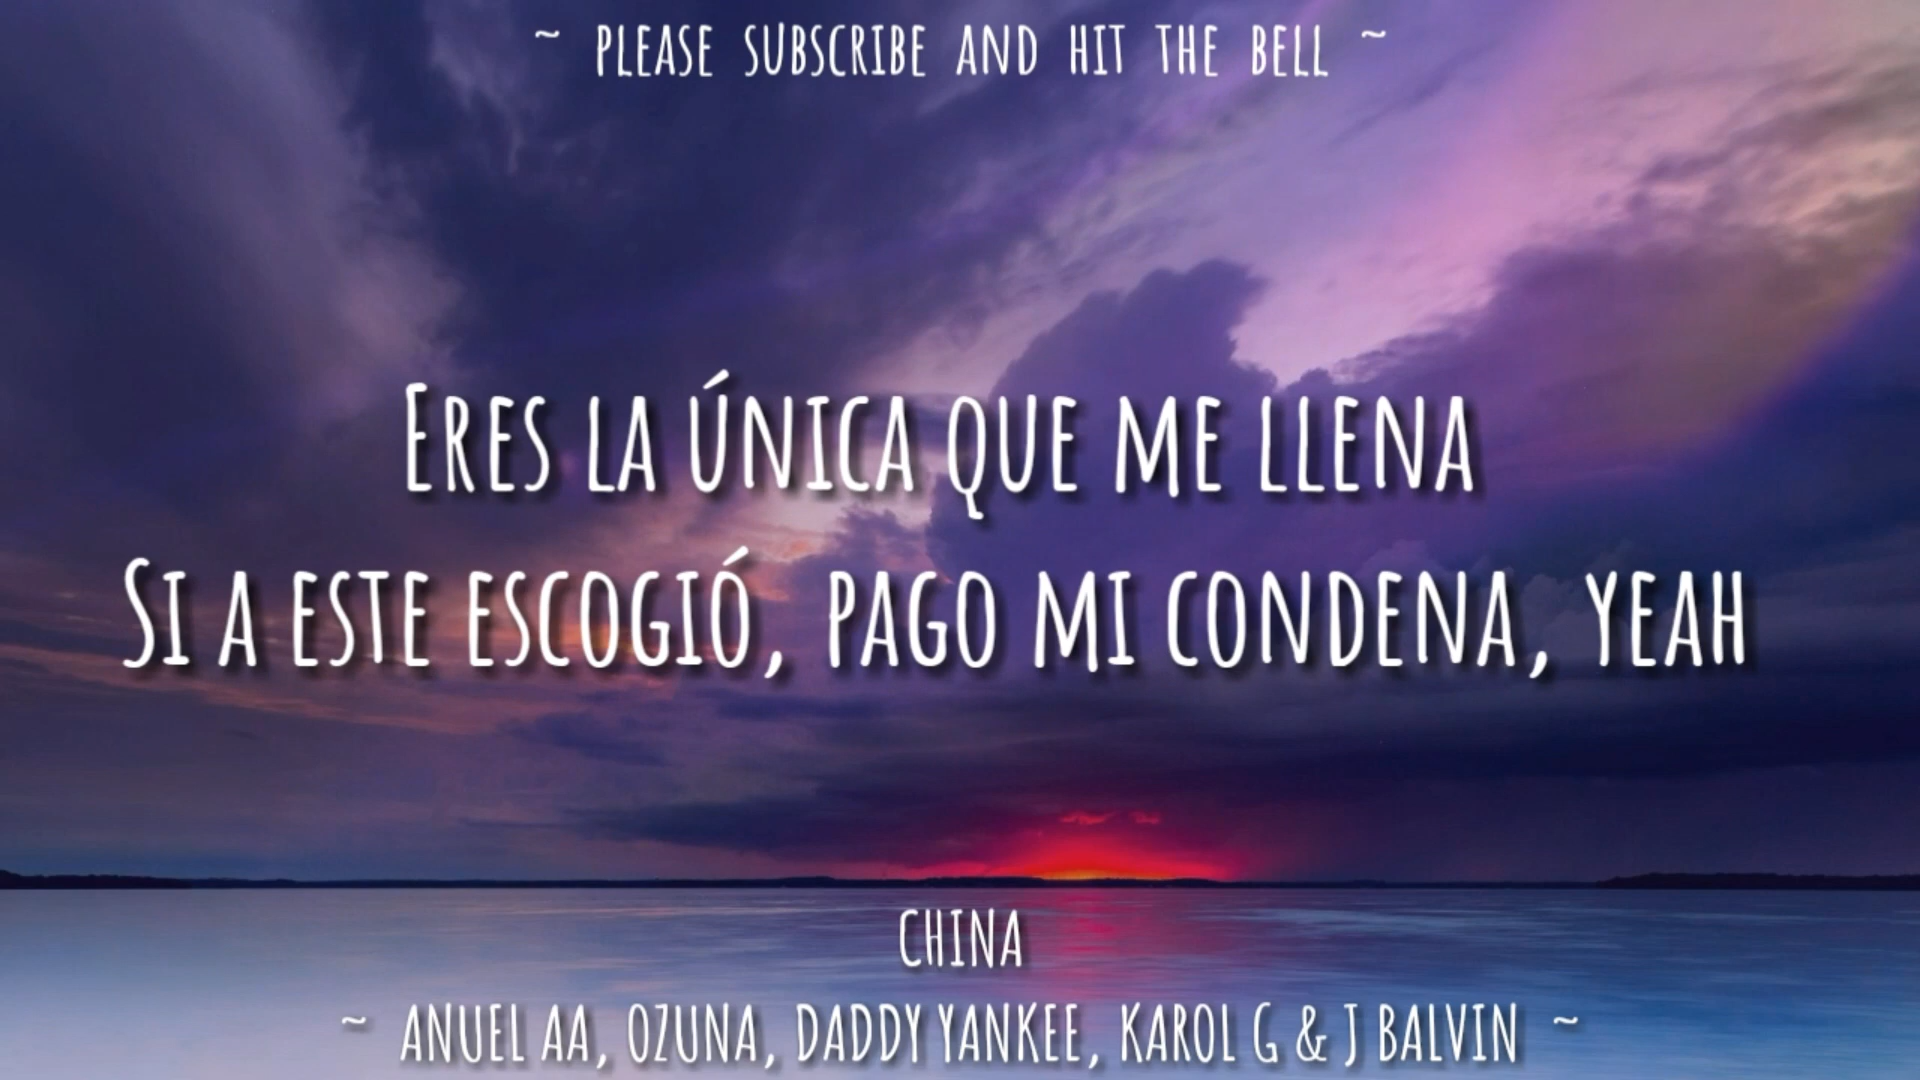 ~ PLEASE SUBSCRIBE AND HIT THE BELL ~
ERES LA ÚNICA QUE ME LLENA
SI A ESTE ESCOGIÓ, PAGO MI CONDENA, YEAH
CHINA
~ ANUEL AA, OZUNA, DADDY YANKEE, KAROL G & J BALVIN ~